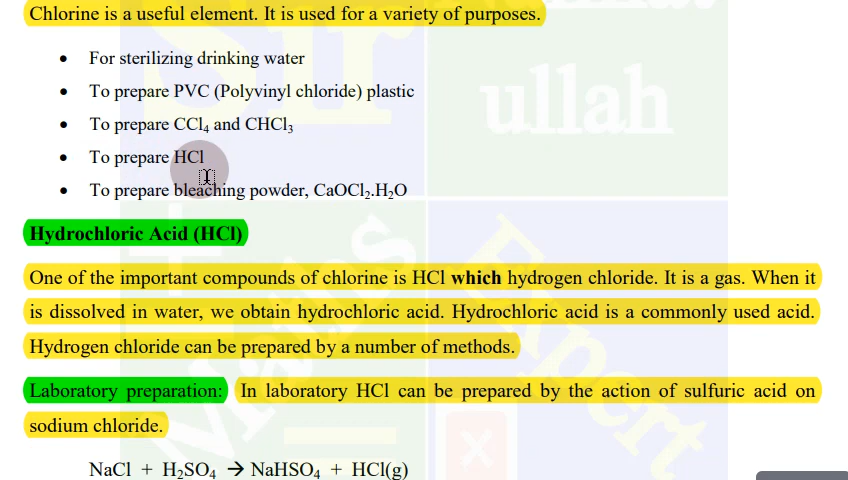 Chlorine is a useful element. It is used for a variety of purposes.
• For sterilizing drinking water
• To prepare PVC (Polyvinyl chloride) plastic
• To prepare CCl₄ and CHCl₃
• To prepare HCl
• To prepare bleaching powder, CaOCl₂.H₂O
Hydrochloric Acid (HCl)
One of the important compounds of chlorine is HCl which hydrogen chloride. It is a gas. When it
is dissolved in water, we obtain hydrochloric acid. Hydrochloric acid is a commonly used acid.
Hydrogen chloride can be prepared by a number of methods.
Laboratory preparation: In laboratory HCl can be prepared by the action of sulfuric acid on
sodium chloride.
NaCl + H₂SO₄ → NaHSO₄ + HCl(g)
Sir
ullah
Maths
Expert